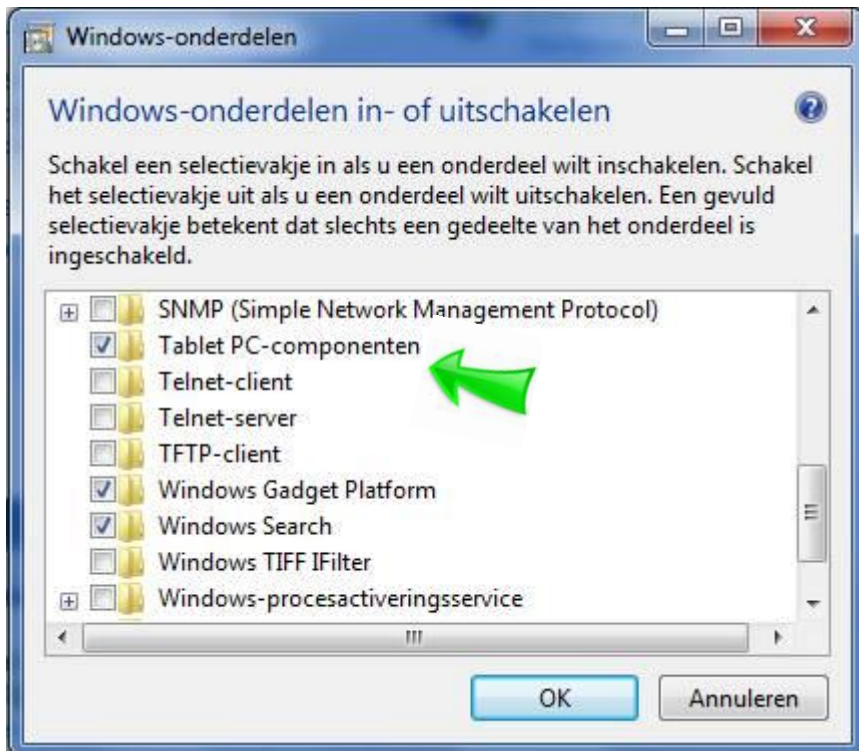 Windows-onderdelen
Windows-onderdelen in- of uitschakelen
Schakel een selectievakje in als u een onderdeel wilt inschakelen. Schakel
het selectievakje uit als u een onderdeel wilt uitschakelen. Een gevuld
selectievakje betekent dat slechts een gedeelte van het onderdeel is
ingeschakeld.
SNMP (Simple Network Management Protocol)
Tablet PC-componenten
Telnet-client
Telnet-server
TFTP-client
Windows Gadget Platform
Windows Search
Windows TIFF IFilter
Windows-procesactiveringsservice
OK Annuleren